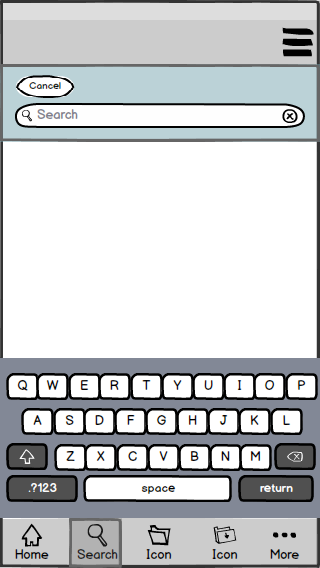 Cancel
Search
Q W E R T Y U I O P
A S D F G H J K L
Z X C V B N M
.?123 space return
Home Search Icon Icon More